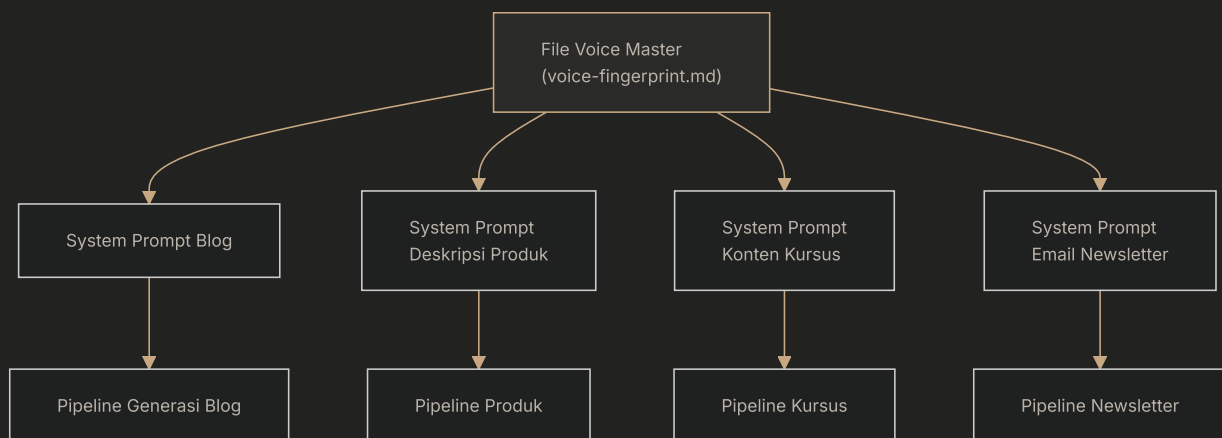 File Voice Master
(voice-fingerprint.md)
System Prompt Blog
System Prompt
Deskripsi Produk
System Prompt
Konten Kursus
System Prompt
Email Newsletter
Pipeline Generasi Blog
Pipeline Produk
Pipeline Kursus
Pipeline Newsletter